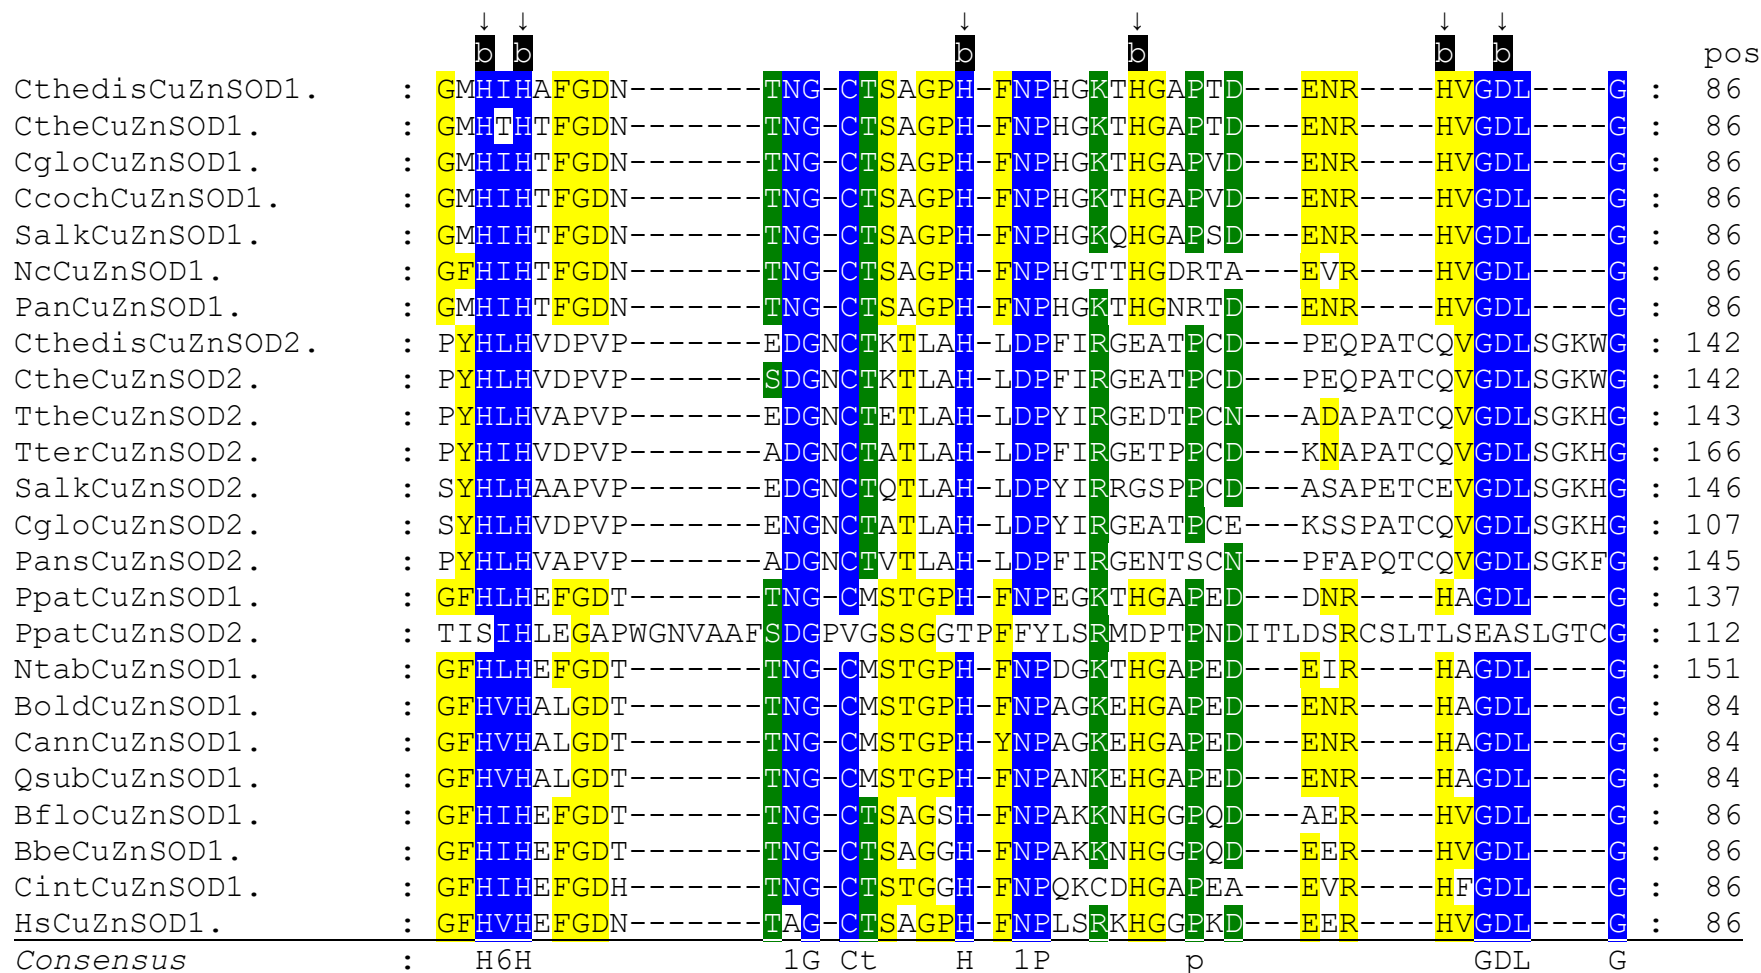 ↓ ↓ ↓ ↓ ↓ ↓
b b b b b b pos
CthedisCuZnSOD1. : GMHIHAFGDN-------TNG-CTSAGPH-FNPHGKTHGAPTD---ENR----HVGDL----G : 86
CtheCuZnSOD1. : GMHTHTFGDN-------TNG-CTSAGPH-FNPHGKTHGAPTD---ENR----HVGDL----G : 86
CgloCuZnSOD1. : GMHIHTFGDN-------TNG-CTSAGPH-FNPHGKTHGAPVD---ENR----HVGDL----G : 86
CcochCuZnSOD1. : GMHIHTFGDN-------TNG-CTSAGPH-FNPHGKTHGAPVD---ENR----HVGDL----G : 86
SalkCuZnSOD1. : GMHIHTFGDN-------TNG-CTSAGPH-FNPHGKQHGAPSD---ENR----HVGDL----G : 86
NcCuZnSOD1. : GFHIHTFGDN-------TNG-CTSAGPH-FNPHGTTHGDRTA---EVR----HVGDL----G : 86
PanCuZnSOD1. : GMHIHTFGDN-------TNG-CTSAGPH-FNPHGKTHGNRTD---ENR----HVGDL----G : 86
CthedisCuZnSOD2. : PYHLHVDPVP-------EDGNCTKTLAH-LDPFIRGEATPCD---PEQPATCQVGDLSGKWG : 142
CtheCuZnSOD2. : PYHLHVDPVP-------SDGNCTKTLAH-LDPFIRGEATPCD---PEQPATCQVGDLSGKWG : 142
TtheCuZnSOD2. : PYHLHVAPVP-------EDGNCTETLAH-LDPYIRGEDTPCN---ADAPATCQVGDLSGKHG : 143
TterCuZnSOD2. : PYHIHVDPVP-------ADGNCTATLAH-LDPFIRGETPPCD---KNAPATCQVGDLSGKHG : 166
SalkCuZnSOD2. : SYHLHAAPVP-------EDGNCTQTLAH-LDPYIRRGSPPCD---ASAPETCEVGDLSGKHG : 146
CgloCuZnSOD2. : SYHLHVDPVP-------ENGNCTATLAH-LDPYIRGEATPCE---KSSPATCQVGDLSGKHG : 107
PansCuZnSOD2. : PYHLHVAPVP-------ADGNCTVTLAH-LDPFIRGENTSCN---PFAPQTCQVGDLSGKFG : 145
PpatCuZnSOD1. : GFHLHEFGDT-------TNG-CMSTGPH-FNPEGKTHGAPED---DNR----HAGDL----G : 137
PpatCuZnSOD2. : TISIHLEGAPWGNVAAFSDGPVGSSGGTPFFYLSRMDPTPNDITLDSRCSLTLSEASLGTCG : 112
NtabCuZnSOD1. : GFHLHEFGDT-------TNG-CMSTGPH-FNPDGKTHGAPED---EIR----HAGDL----G : 151
BoldCuZnSOD1. : GFHVHALGDT-------TNG-CMSTGPH-FNPAGKEHGAPED---ENR----HAGDL----G : 84
CannCuZnSOD1. : GFHVHALGDT-------TNG-CMSTGPH-YNPAGKEHGAPED---ENR----HAGDL----G : 84
QsubCuZnSOD1. : GFHVHALGDT-------TNG-CMSTGPH-FNPANKEHGAPED---ENR----HAGDL----G : 84
BfloCuZnSOD1. : GFHIHEFGDT-------TNG-CTSAGSH-FNPAKKNHGGPQD---AER----HVGDL----G : 86
BbeCuZnSOD1. : GFHIHEFGDT-------TNG-CTSAGGH-FNPAKKNHGGPQD---EER----HVGDL----G : 86
CintCuZnSOD1. : GFHIHEFGDH-------TNG-CTSTGGH-FNPQKCDHGAPEA---EVR----HFGDL----G : 86
HsCuZnSOD1. : GFHVHEFGDN-------TAG-CTSAGPH-FNPLSRKHGGPKD---EER----HVGDL----G : 86
Consensus : H6H 1G Ct H 1P p GDL G